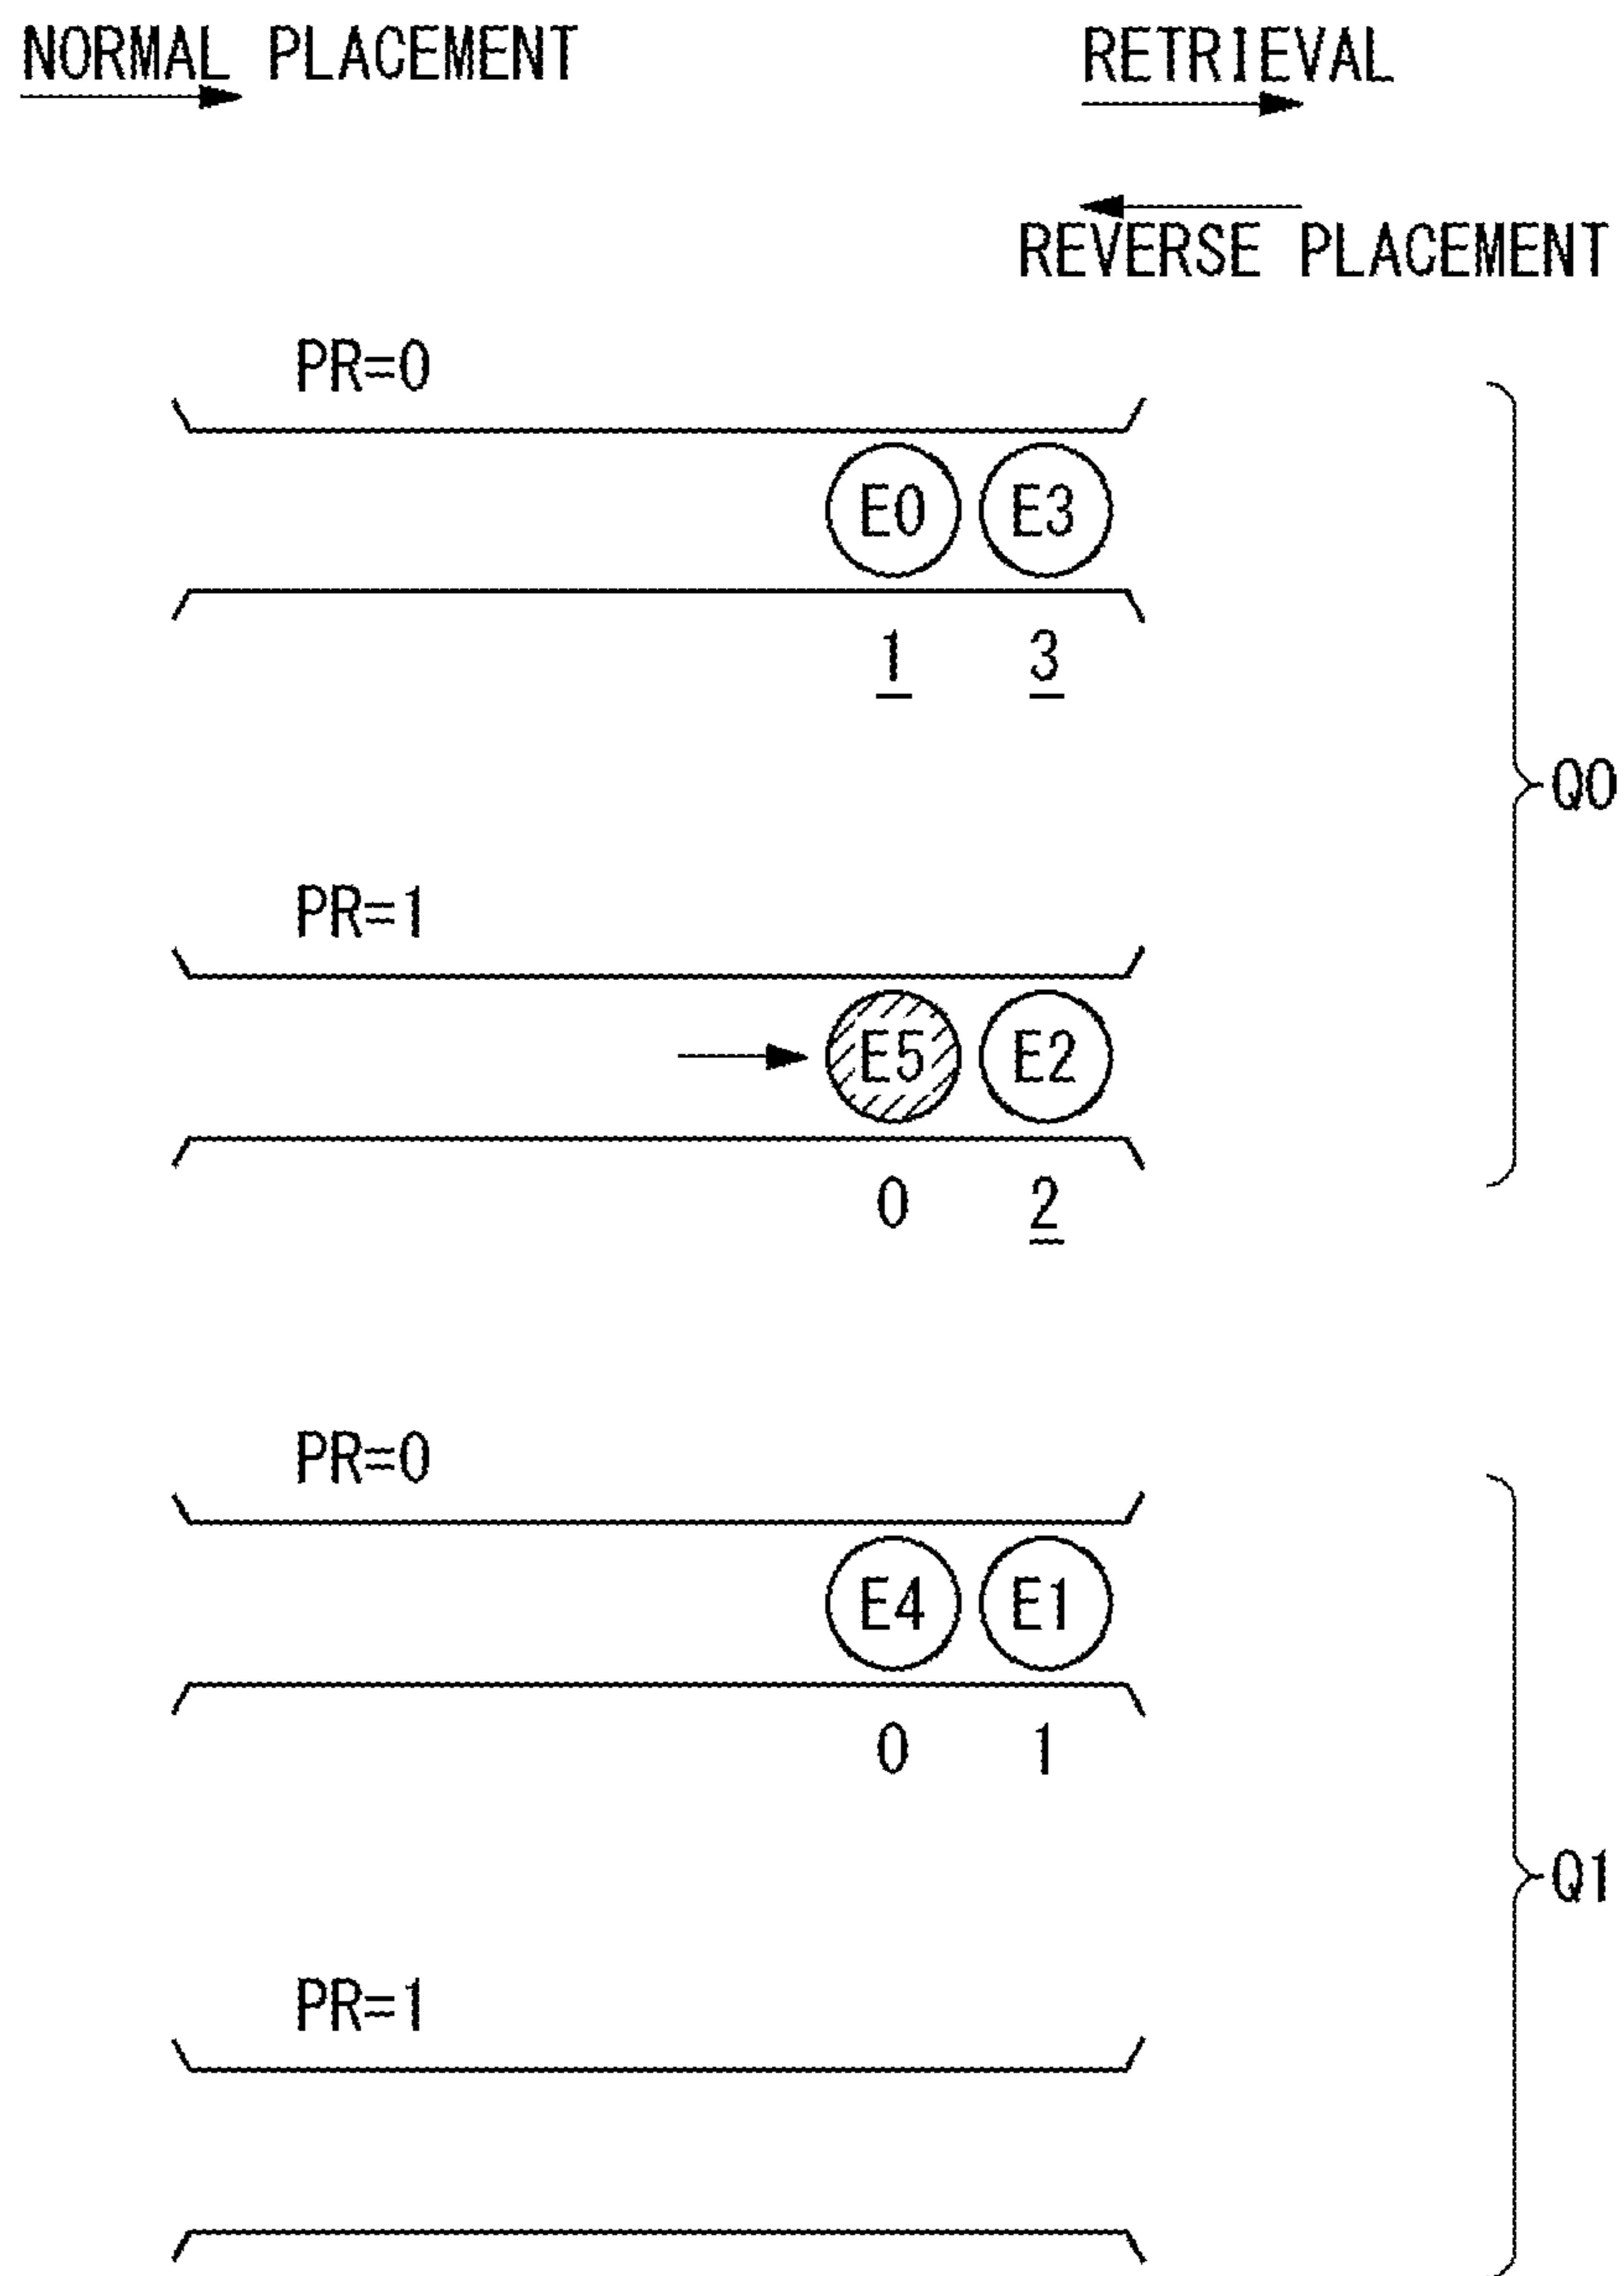 NORMAL PLACEMENT
RETRIEVAL
REVERSE PLACEMENT
PR=0
E0 E3
1 3
Q0
PR=1
E5 E2
0 2
PR=0
E4 E1
0 1
Q1
PR=1